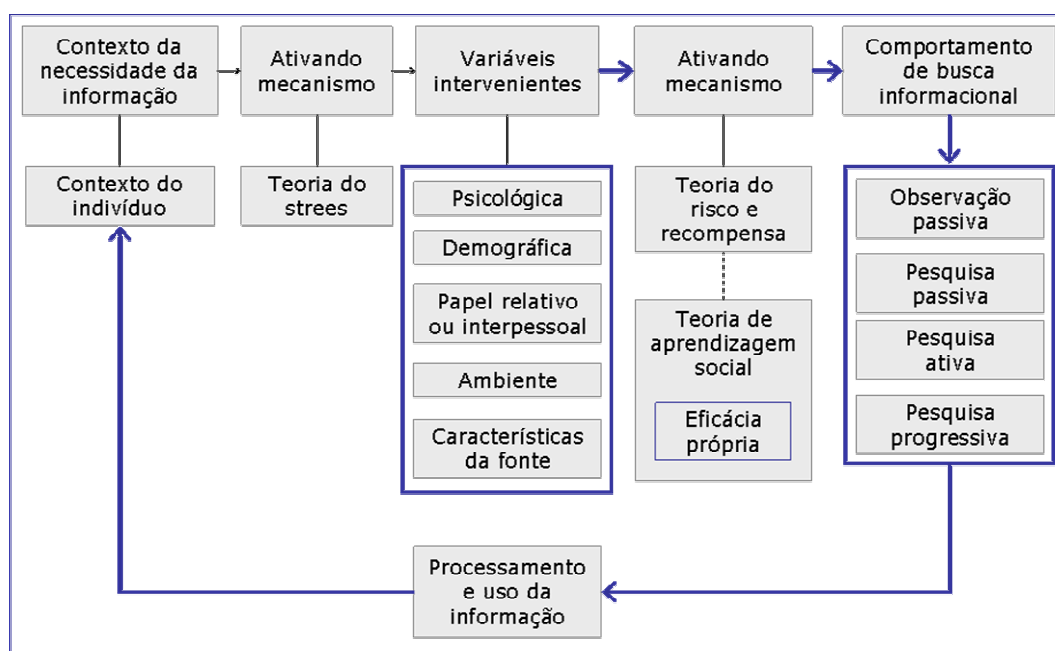 Contexto da
necessidade da
informação
Ativando
mecanismo
Variáveis
intervenientes
Ativando
mecanismo
Comportamento
de busca
informacional
Contexto do
indivíduo
Teoria do
strees
Psicológica
Demográfica
Papel relativo
ou interpessoal
Ambiente
Características
da fonte
Teoria do
risco e
recompensa
Teoria de
aprendizagem
social
Eficácia
própria
Observação
passiva
Pesquisa
passiva
Pesquisa
ativa
Pesquisa
progressiva
Processamento
e uso da
informação